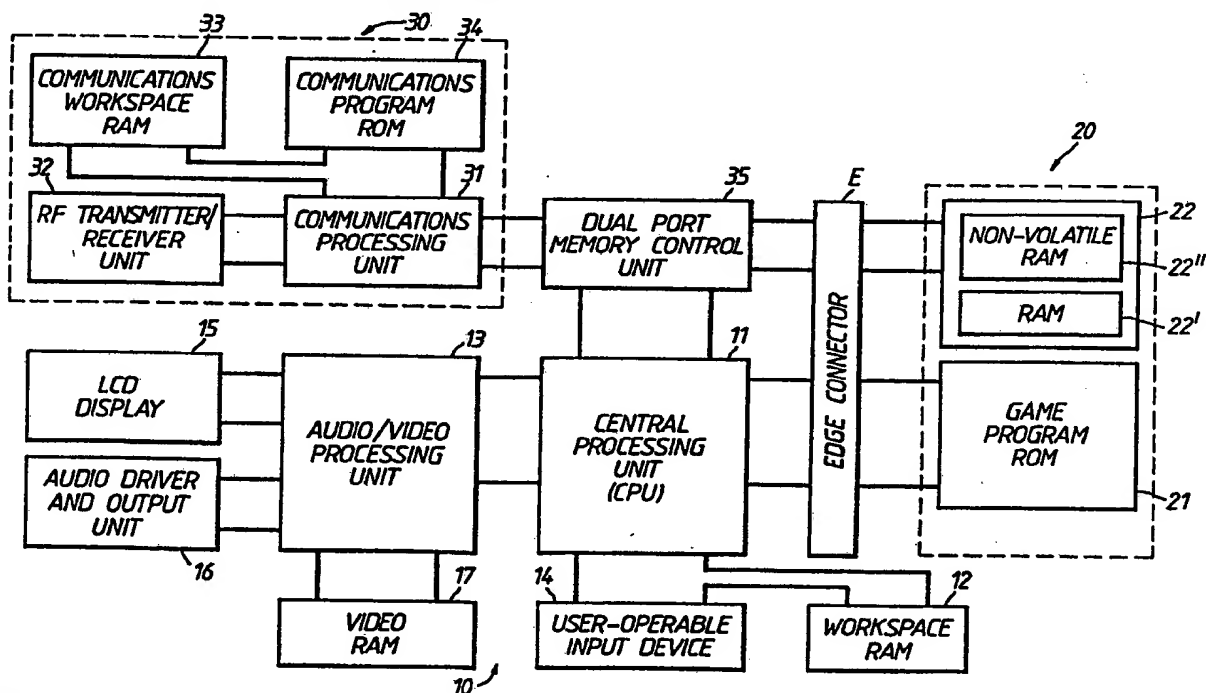 33
30
34
COMMUNICATIONS
WORKSPACE
RAM
COMMUNICATIONS
PROGRAM
ROM
32
RF TRANSMITTER/
RECEIVER
UNIT
31
COMMUNICATIONS
PROCESSING
UNIT
35
DUAL PORT
MEMORY CONTROL
UNIT
E
EDGE CONNECTOR
20
22
NON-VOLATILE
RAM
22"
RAM
22'
15
LCD
DISPLAY
13
AUDIO/VIDEO
PROCESSING
UNIT
11
CENTRAL
PROCESSING
UNIT
(CPU)
GAME
PROGRAM
ROM
21
AUDIO DRIVER
AND OUTPUT
UNIT
16
17
VIDEO
RAM
14
USER-OPERABLE
INPUT DEVICE
12
WORKSPACE
RAM
10